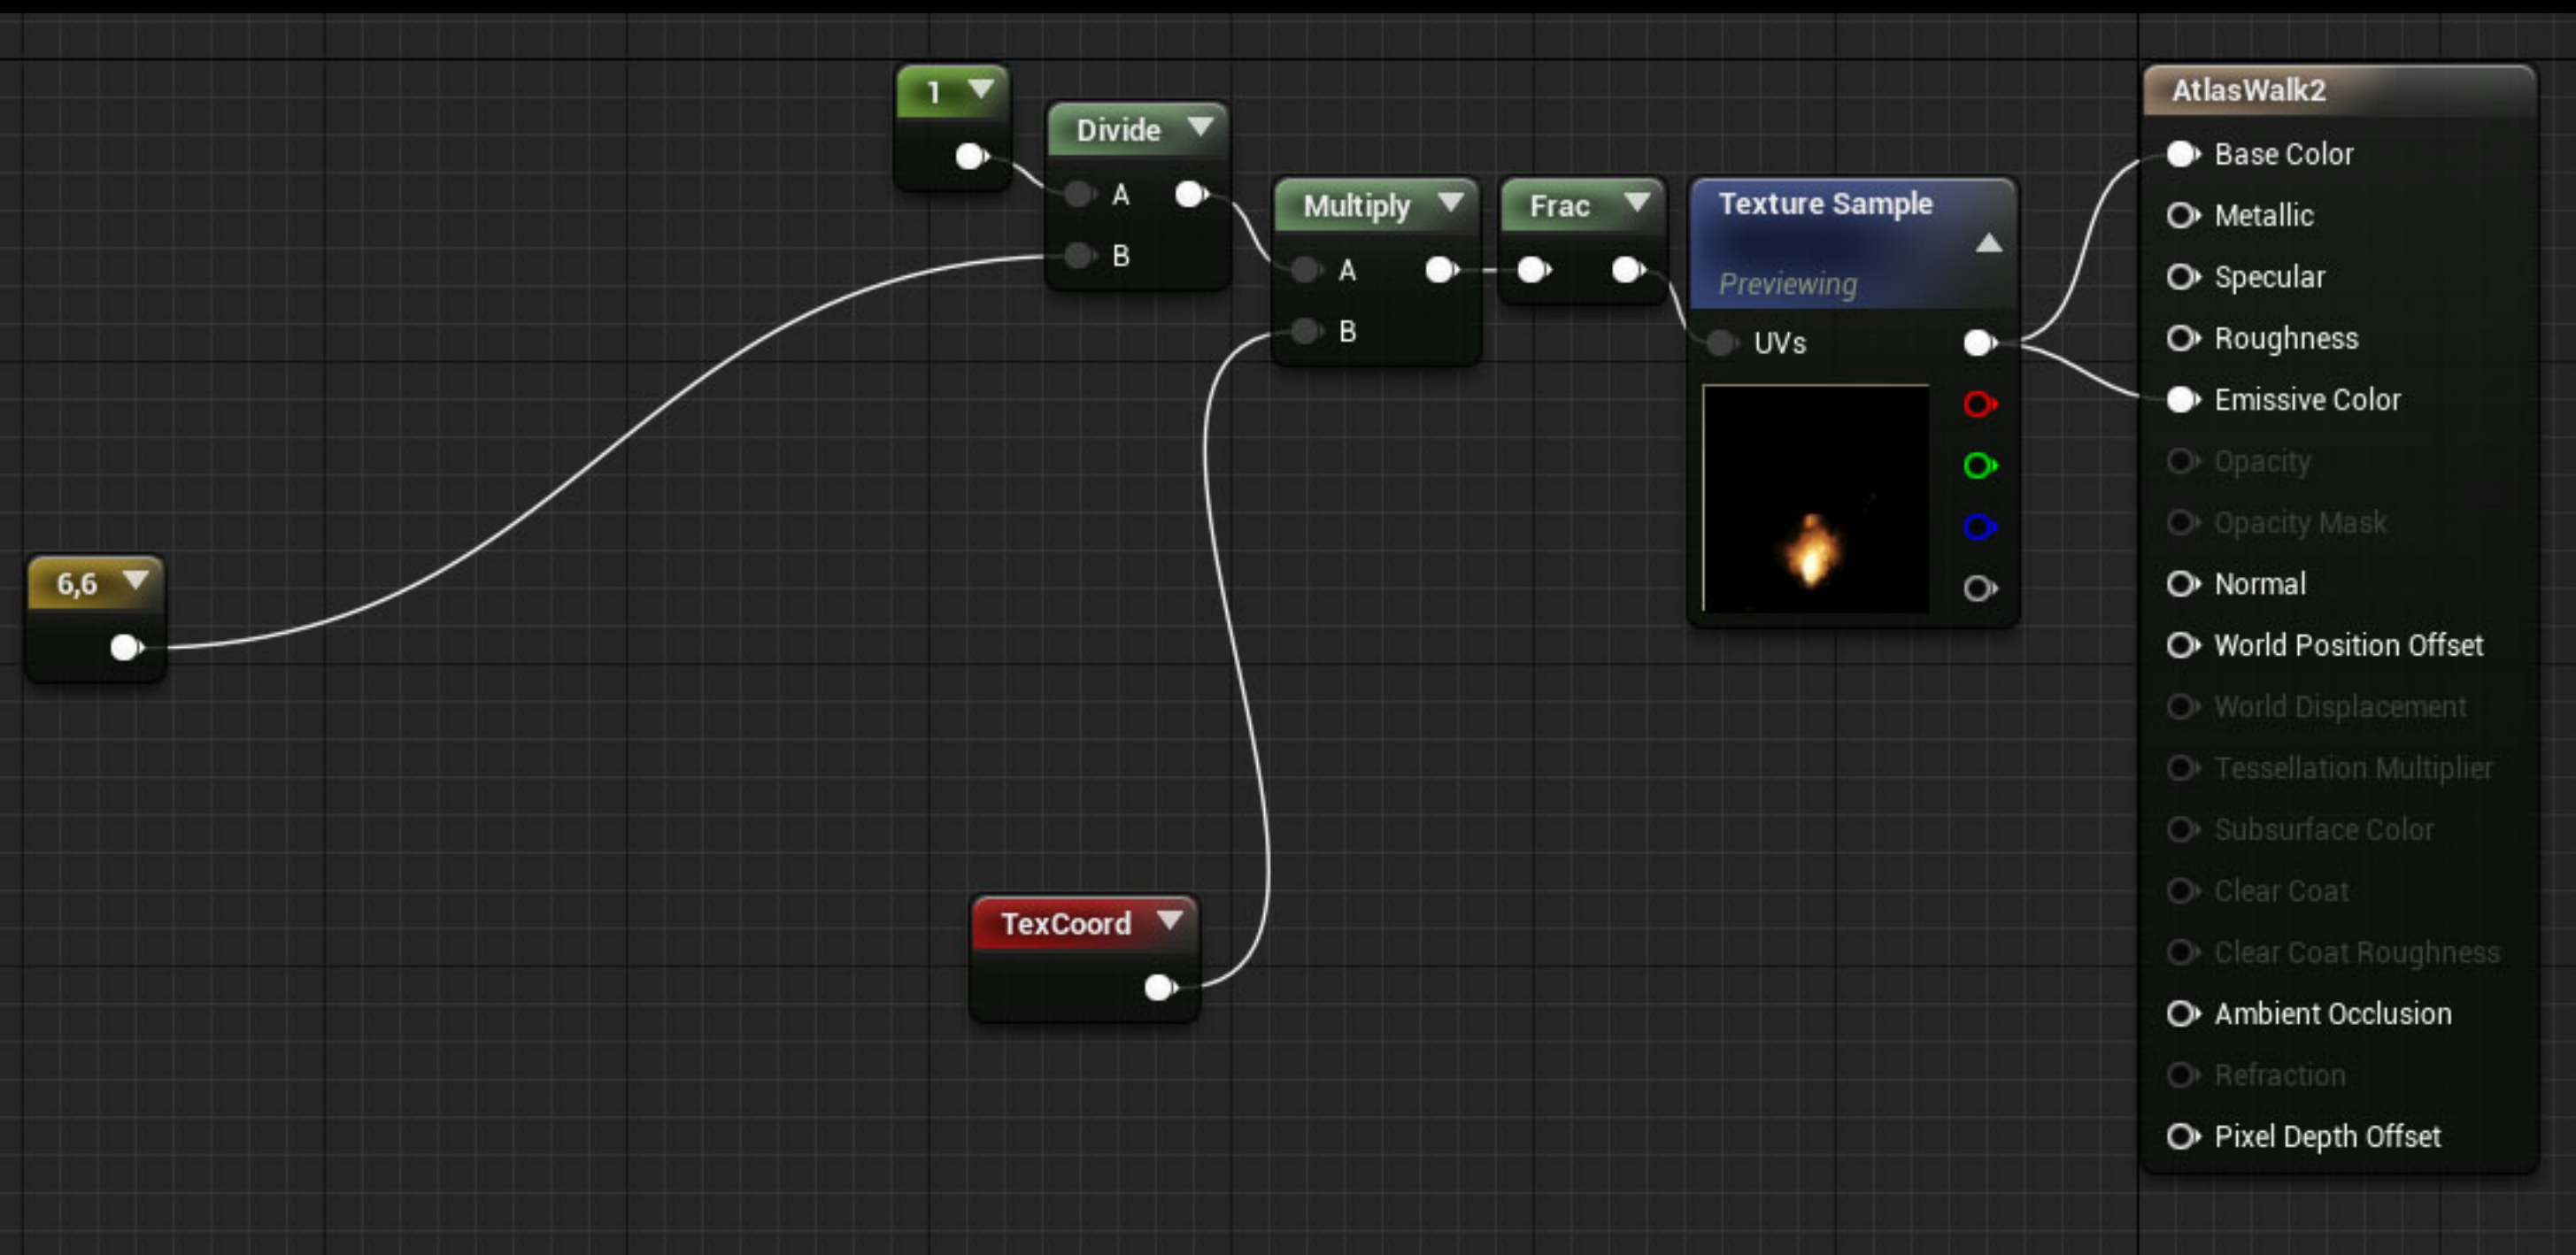 1
Divide
A
B
Multiply
A
B
Frac
Texture Sample
Previewing
UVs
6,6
TexCoord
AtlasWalk2
Base Color
Metallic
Specular
Roughness
Emissive Color
Opacity
Opacity Mask
Normal
World Position Offset
World Displacement
Tessellation Multiplier
Subsurface Color
Clear Coat
Clear Coat Roughness
Ambient Occlusion
Refraction
Pixel Depth Offset